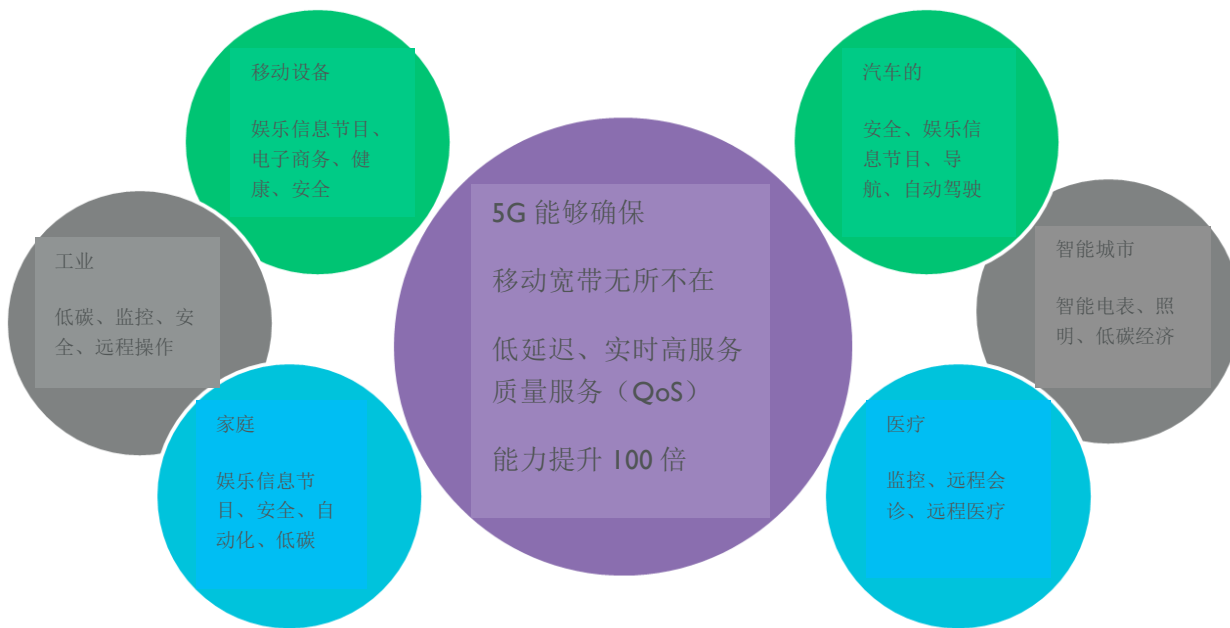 移动设备
娱乐信息节目、
电子商务、健
康、安全
汽车的
安全、娱乐信
息节目、导
航、自动驾驶
5G 能够确保
移动宽带无所不在
低延迟、实时高服务
质量服务（QoS）
能力提升 100 倍
工业
低碳、监控、安
全、远程操作
智能城市
智能电表、照
明、低碳经济
家庭
娱乐信息节
目、安全、自
动化、低碳
医疗
监控、远程会
诊、远程医疗